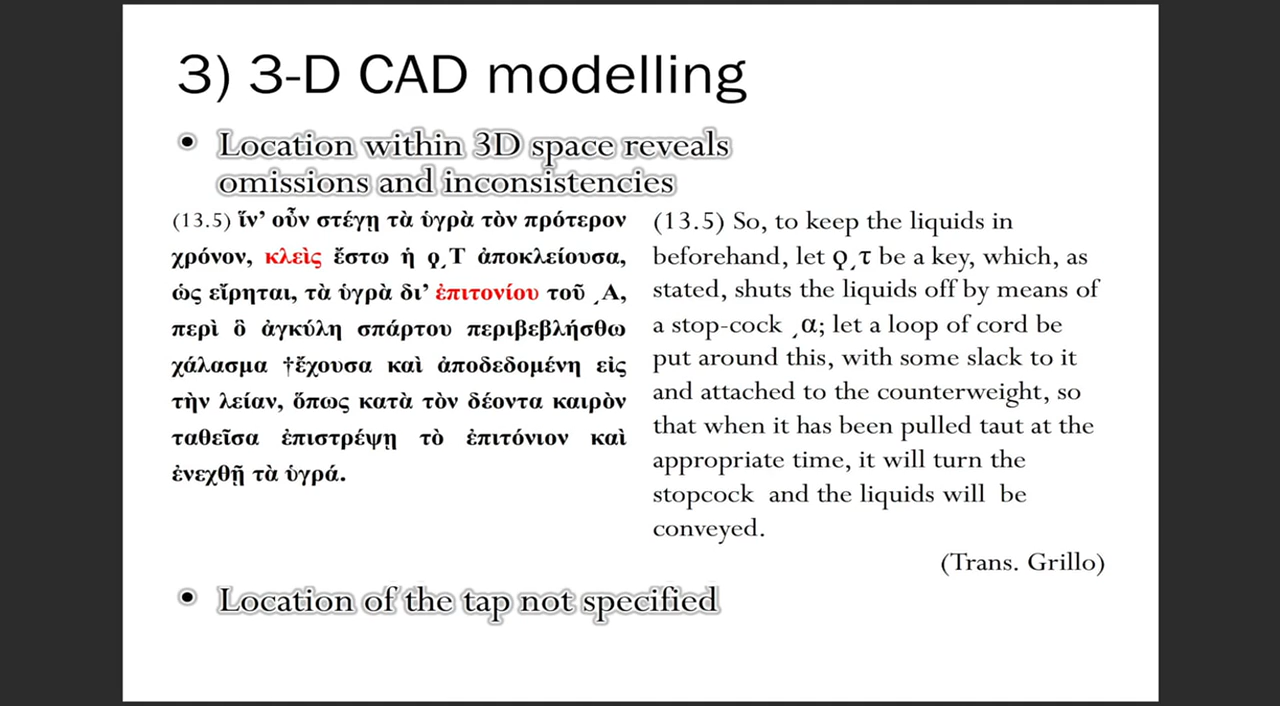 3) 3-D CAD modelling
• Location within 3D space reveals
omissions and inconsistencies
(13.5) ἵν’ οὖν στέγῃ τὰ ὑγρὰ τὸν πρότερον
χρόνον, κλεὶς ἔστω ἡ ϙ͵Τ ἀποκλείουσα,
ὡς εἴρηται, τὰ ὑγρὰ δι’ ἐπιτονίου τοῦ ͵Α,
περὶ ὃ ἀγκύλη σπάρτου περιβεβλήσθω
χάλασμα †ἔχουσα καὶ ἀποδεδομένη εἰς
τὴν λείαν, ὅπως κατὰ τὸν δέοντα καιρὸν
ταθεῖσα ἐπιστρέψῃ τὸ ἐπιτόνιον καὶ
ἐνεχθῇ τὰ ὑγρά.
(13.5) So, to keep the liquids in
beforehand, let ϙ͵τ be a key, which, as
stated, shuts the liquids off by means of
a stop-cock ͵α; let a loop of cord be
put around this, with some slack to it
and attached to the counterweight, so
that when it has been pulled taut at the
appropriate time, it will turn the
stopcock and the liquids will be
conveyed.
(Trans. Grillo)
• Location of the tap not specified